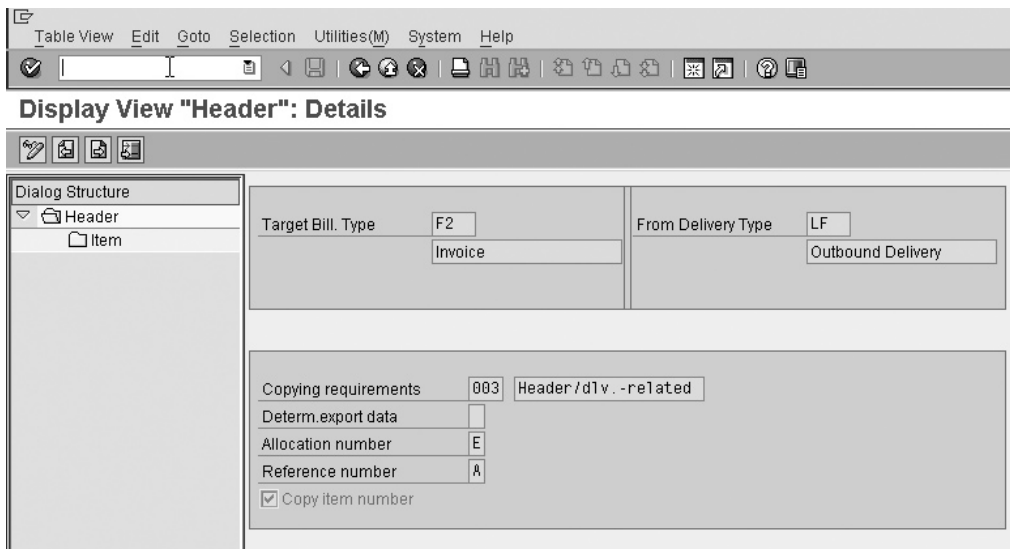 Table View Edit Goto Selection Utilities(M) System Help
Display View "Header": Details
Dialog Structure
Header
Item
Target Bill. Type F2
Invoice
From Delivery Type LF
Outbound Delivery
Copying requirements 003 Header/dlv.-related
Determ.export data
Allocation number E
Reference number A
Copy item number